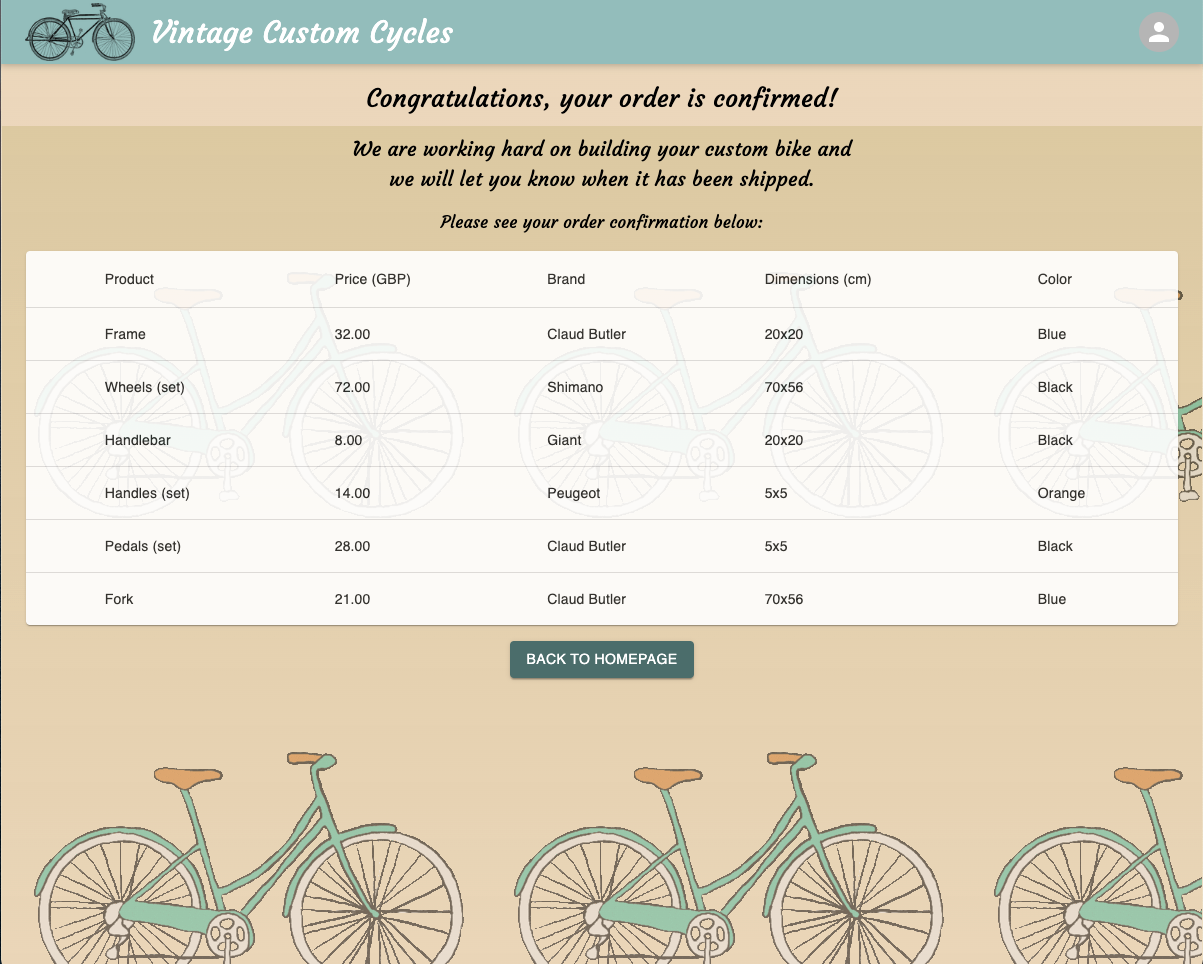 Vintage Custom Cycles
Congratulations, your order is confirmed!
We are working hard on building your custom bike and
we will let you know when it has been shipped.
Please see your order confirmation below:
Product Price (GBP) Brand Dimensions (cm) Color
Frame 32.00 Claud Butler 20x20 Blue
Wheels (set) 72.00 Shimano 70x56 Black
Handlebar 8.00 Giant 20x20 Black
Handles (set) 14.00 Peugeot 5x5 Orange
Pedals (set) 28.00 Claud Butler 5x5 Black
Fork 21.00 Claud Butler 70x56 Blue
BACK TO HOMEPAGE